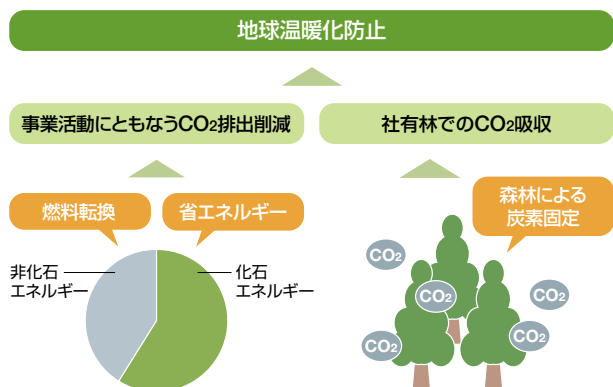 地球温暖化防止
事業活動にともなうCO₂排出削減
社有林でのCO₂吸収
燃料転換
省エネルギー
森林による
炭素固定
非化石
エネルギー
化石
エネルギー
CO₂
CO₂
CO₂
CO₂
CO₂